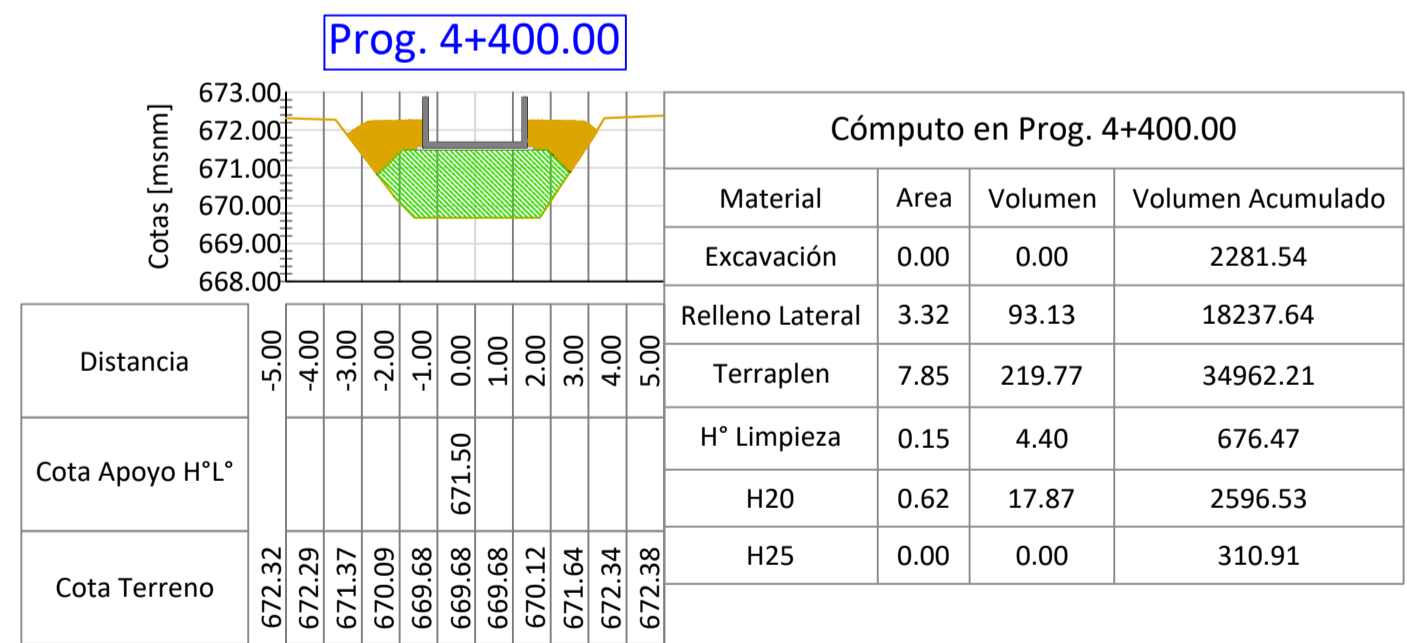 Prog. 4+400.00
Cotas [msnm]
673.00
672.00
671.00
670.00
669.00
668.00
Distancia -5.00 -4.00 -3.00 -2.00 -1.00 0.00 1.00 2.00 3.00 4.00 5.00
Cota Apoyo H°L° 671.50
Cota Terreno 672.32 672.29 671.37 670.09 669.68 669.68 669.68 670.12 671.64 672.34 672.38
Cómputo en Prog. 4+400.00
Material Area Volumen Volumen Acumulado
Excavación 0.00 0.00 2281.54
Relleno Lateral 3.32 93.13 18237.64
Terraplen 7.85 219.77 34962.21
H° Limpieza 0.15 4.40 676.47
H20 0.62 17.87 2596.53
H25 0.00 0.00 310.91